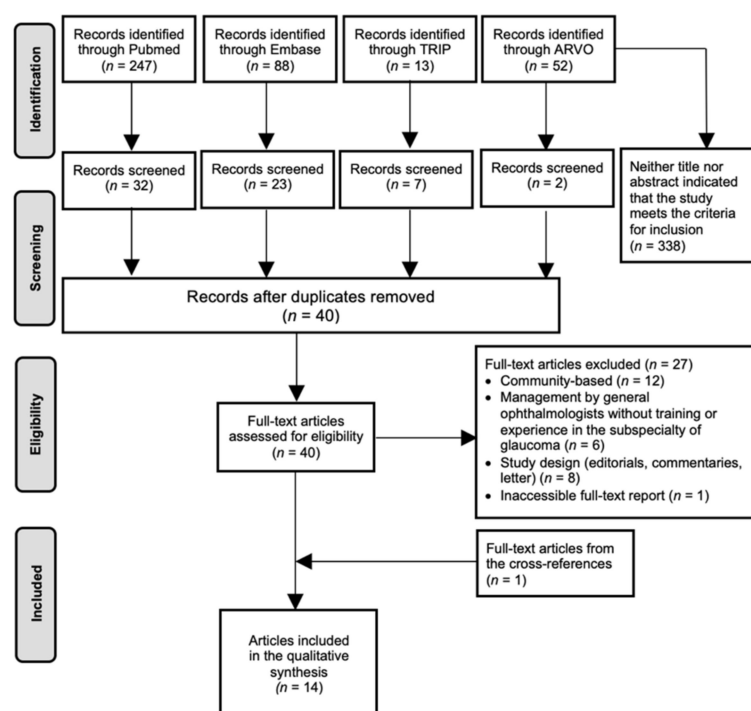 Identification
Records identified
through Pubmed
(n = 247)
Records identified
through Embase
(n = 88)
Records identified
through TRIP
(n = 13)
Records identified
through ARVO
(n = 52)
Records screened
(n = 32)
Records screened
(n = 23)
Records screened
(n = 7)
Records screened
(n = 2)
Neither title nor
abstract indicated
that the study
meets the criteria
for inclusion
(n = 338)
Screening
Records after duplicates removed
(n = 40)
Eligibility
Full-text articles
assessed for eligibility
(n = 40)
Full-text articles excluded (n = 27)
• Community-based (n = 12)
• Management by general
ophthalmologists without training or
experience in the subspecialty of
glaucoma (n = 6)
• Study design (editorials, commentaries,
letter) (n = 8)
• Inaccessible full-text report (n = 1)
Included
Full-text articles from
the cross-references
(n = 1)
Articles included
in the qualitative
synthesis
(n = 14)